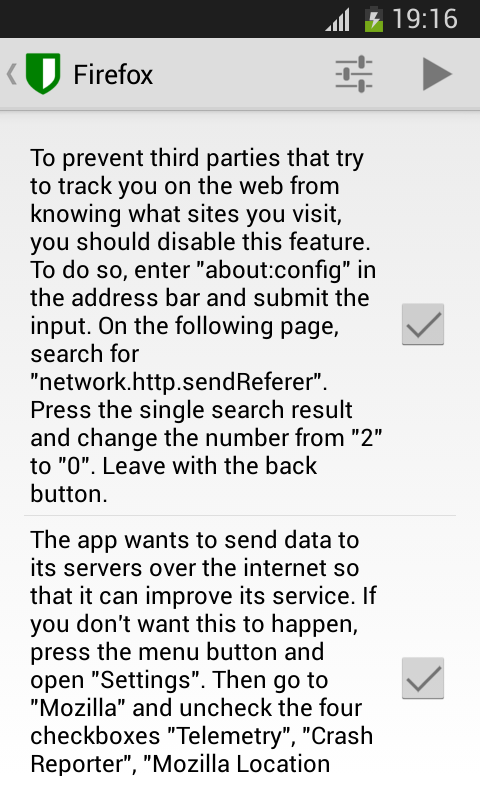 19:16
Firefox
To prevent third parties that try
to track you on the web from
knowing what sites you visit,
you should disable this feature.
To do so, enter "about:config" in
the address bar and submit the
input. On the following page,
search for
"network.http.sendReferer".
Press the single search result
and change the number from "2"
to "0". Leave with the back
button.
The app wants to send data to
its servers over the internet so
that it can improve its service. If
you don't want this to happen,
press the menu button and
open "Settings". Then go to
"Mozilla" and uncheck the four
checkboxes "Telemetry", "Crash
Reporter", "Mozilla Location